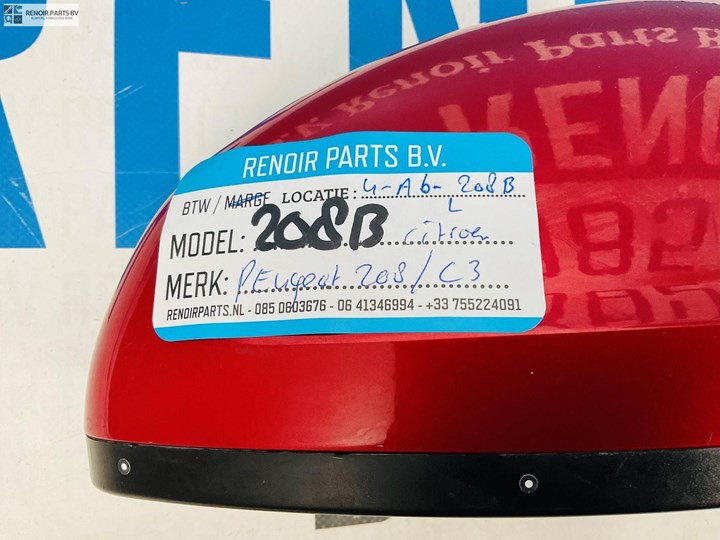 RENOIR PARTS BV
RENOIR PARTS B.V.
BTW / MARGE LOCATIE: 4-A6-208B
L
MODEL: 208B citroen
MERK: PEugeot 208/C3
RENOIRPARTS.NL - 085 0603676 - 06 41346994 - +33 755224091